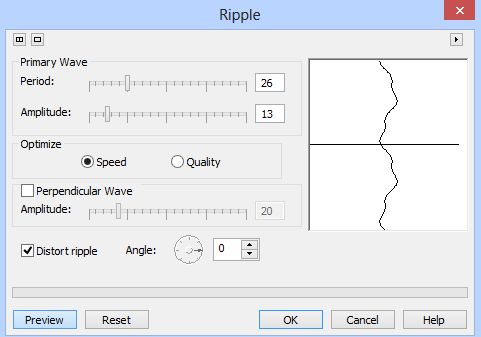 Ripple
Primary Wave
Period: 26
Amplitude: 13
Optimize
Speed Quality
Perpendicular Wave
Amplitude: 20
Distort ripple Angle: 0
Preview Reset OK Cancel Help